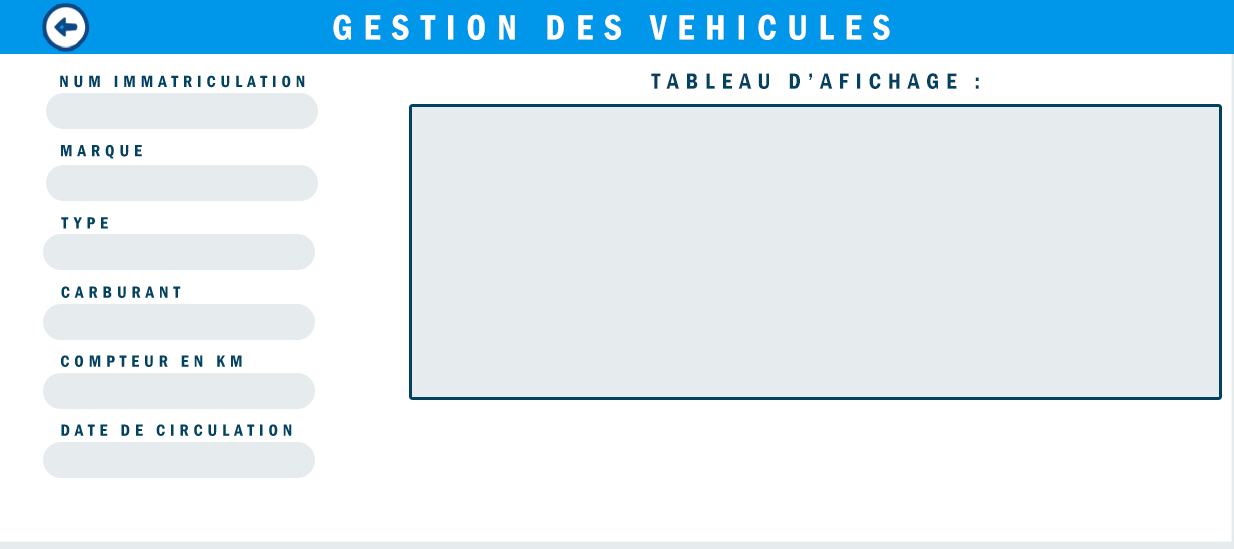 GESTION DES VEHICULES
NUM IMMATRICULATION
MARQUE
TYPE
CARBURANT
COMPTEUR EN KM
DATE DE CIRCULATION
TABLEAU D'AFICHAGE :